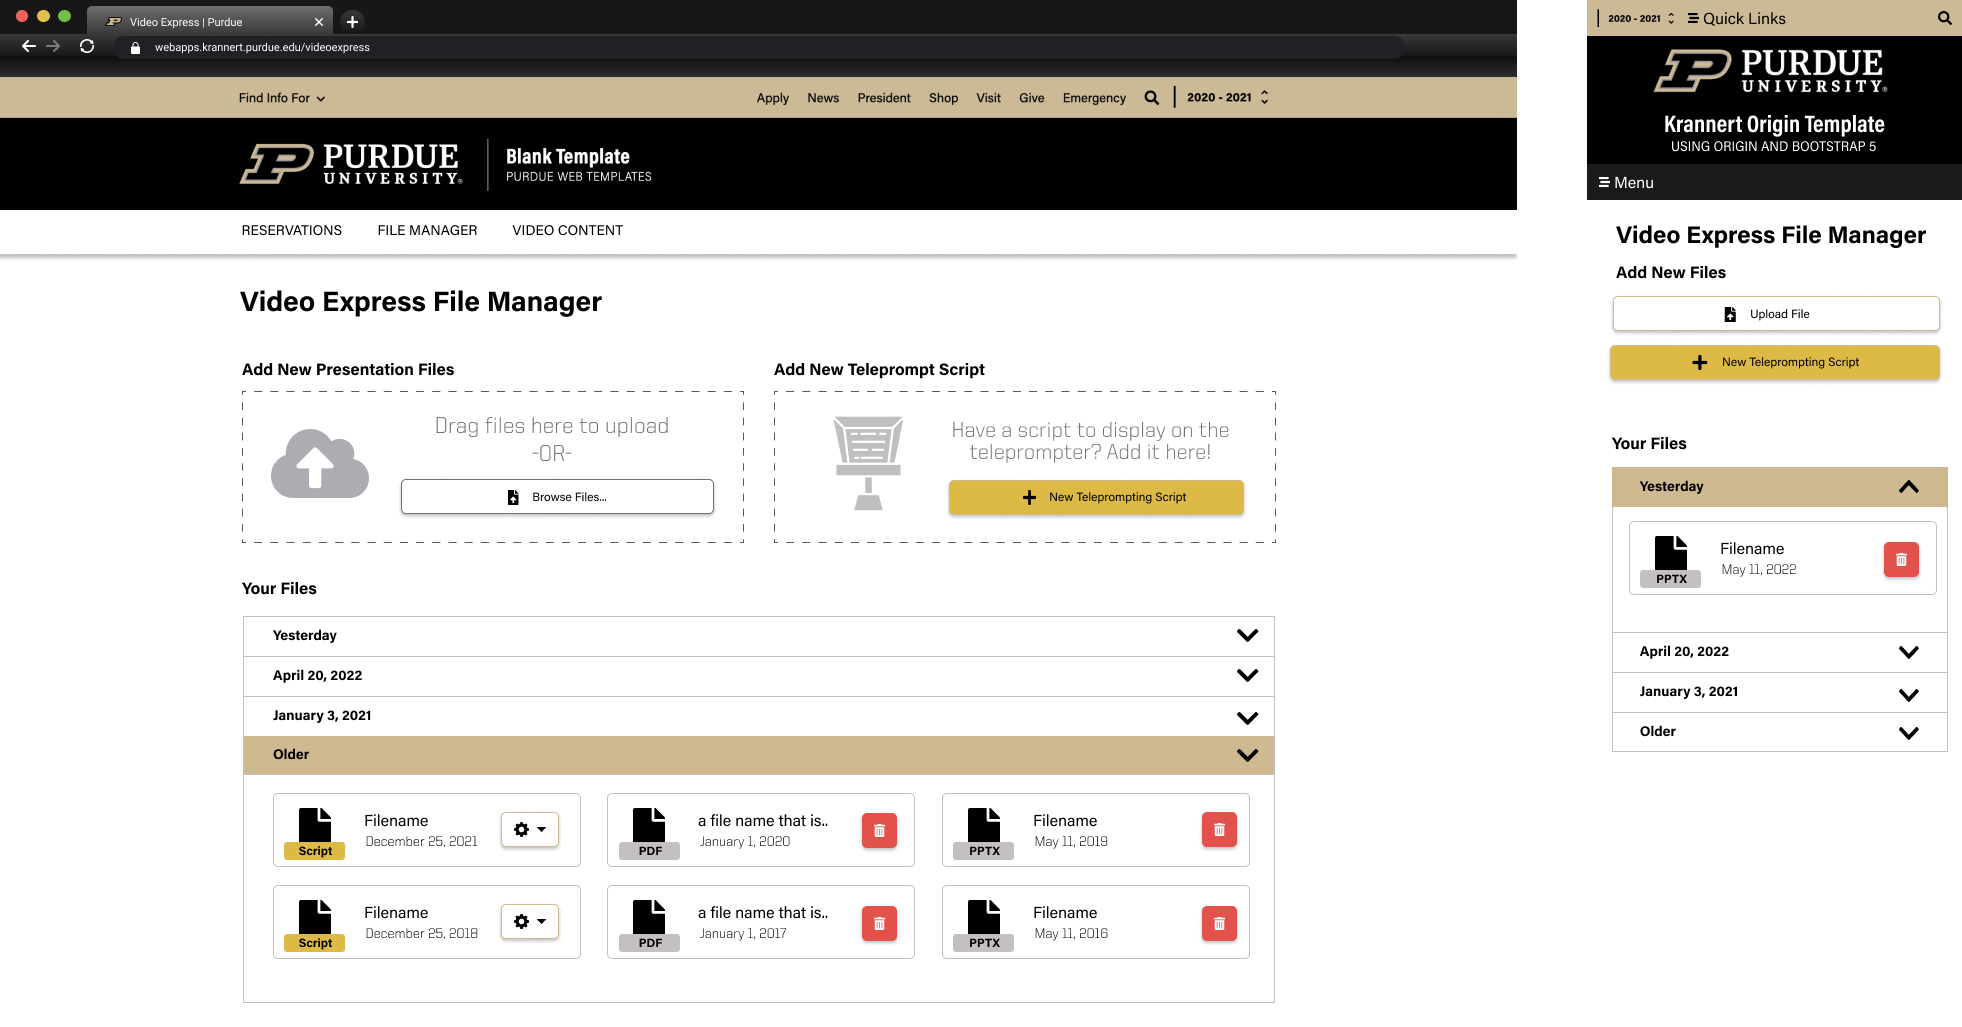 Video Express | Purdue
webapps.krannert.purdue.edu/videoexpress
Find Info For
Apply News President Shop Visit Give Emergency 2020 - 2021
PURDUE
UNIVERSITY®
Blank Template
PURDUE WEB TEMPLATES
RESERVATIONS FILE MANAGER VIDEO CONTENT
Video Express File Manager
Add New Presentation Files
Drag files here to upload
-OR-
Browse Files...
Add New Teleprompt Script
Have a script to display on the
teleprompter? Add it here!
New Teleprompting Script
Your Files
Yesterday
April 20, 2022
January 3, 2021
Older
Script
Filename
December 25, 2021
PDF
a file name that is..
January 1, 2020
PPTX
Filename
May 11, 2019
Script
Filename
December 25, 2018
PDF
a file name that is..
January 1, 2017
PPTX
Filename
May 11, 2016
2020 - 2021 Quick Links
PURDUE
UNIVERSITY®
Krannert Origin Template
USING ORIGIN AND BOOTSTRAP 5
Menu
Video Express File Manager
Add New Files
Upload File
New Teleprompting Script
Your Files
Yesterday
PPTX
Filename
May 11, 2022
April 20, 2022
January 3, 2021
Older